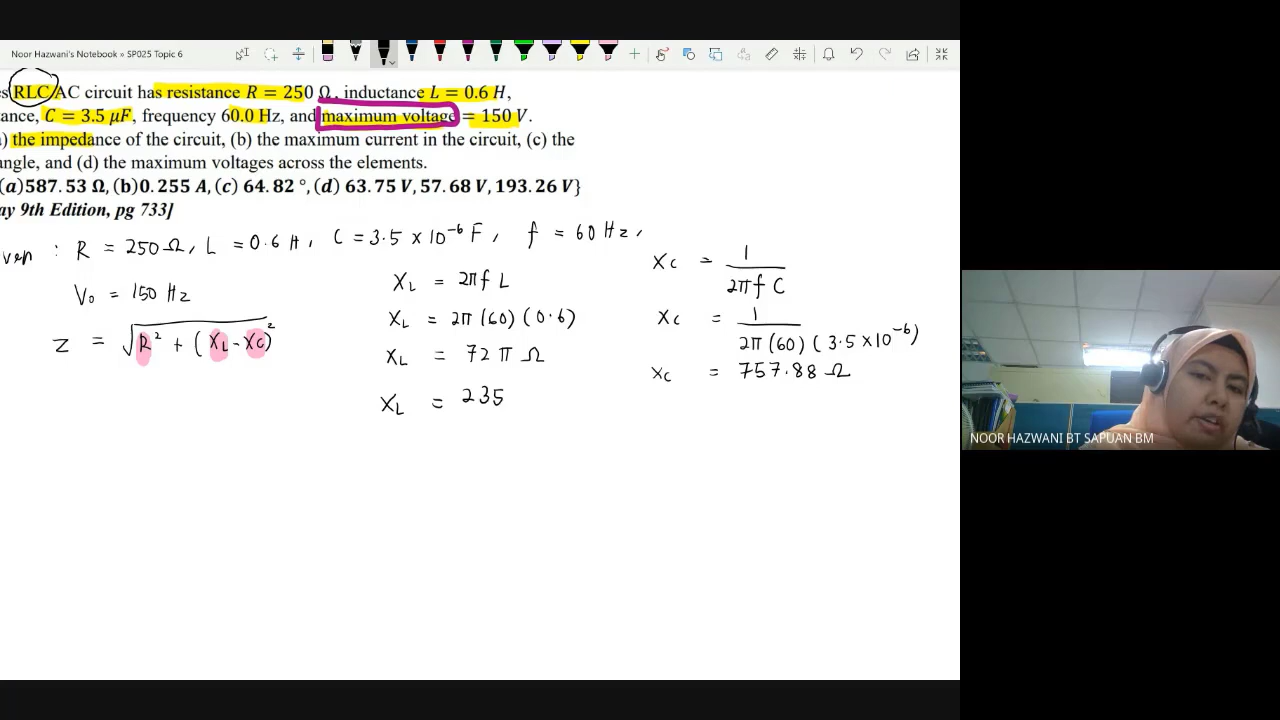 Noor Hazwani's Notebook » SP025 Topic 6
es RLC AC circuit has resistance R = 250 Ω, inductance L = 0.6 H,
tance, C = 3.5 μF, frequency 60.0 Hz, and maximum voltage = 150 V.
) the impedance of the circuit, (b) the maximum current in the circuit, (c) the
angle, and (d) the maximum voltages across the elements.
(a)587.53 Ω, (b)0.255 A, (c) 64.82 °, (d) 63.75 V, 57.68 V, 193.26 V}
ay 9th Edition, pg 733]
ven : R = 250 Ω, L = 0.6 H, C = 3.5 × 10⁻⁶ F, f = 60 Hz,
V₀ = 150 Hz
Z = √R² + (XL - XC)²
XL = 2πf L
XL = 2π (60) (0.6)
XL = 72 π Ω
XL = 235
XC = 1 / 2πf C
XC = 1 / 2π (60) (3.5 × 10⁻⁶)
XC = 757.88 Ω
NOOR HAZWANI BT SAPUAN BM